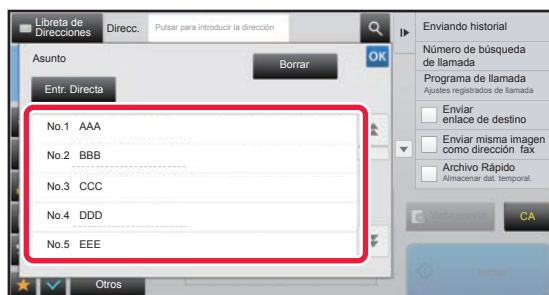 Libreta de
Direcciones
Direcc.
Pulsar para introducir la dirección
Asunto
Borrar
OK
Entr. Directa
No.1 AAA
No.2 BBB
No.3 CCC
No.4 DDD
No.5 EEE
Otros
Enviando historial
Número de búsqueda
de llamada
Programa de llamada
Ajustes registrados de llamada
Enviar
enlace de destino
Enviar misma imagen
como dirección fax
Archivo Rápido
Almacenar dat. temporal.
CA